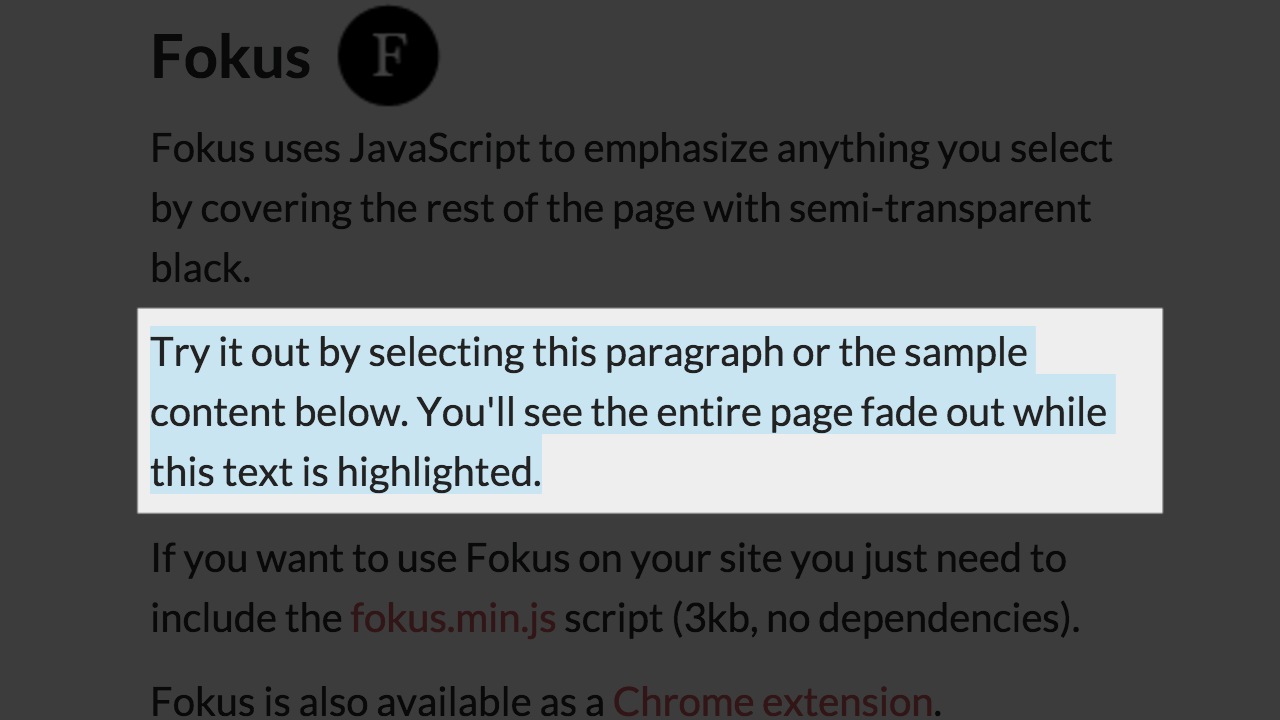 Fokus F
Fokus uses JavaScript to emphasize anything you select
by covering the rest of the page with semi-transparent
black.
Try it out by selecting this paragraph or the sample
content below. You'll see the entire page fade out while
this text is highlighted.
If you want to use Fokus on your site you just need to
include the fokus.min.js script (3kb, no dependencies).
Fokus is also available as a Chrome extension.